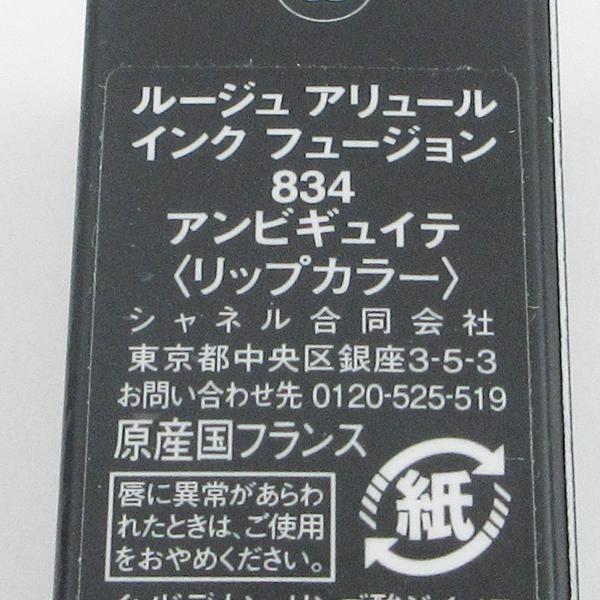 ルージュ アリュール
インク フュージョン
834
アンビギュイテ
〈リップカラー〉
シャネル合同会社
東京都中央区銀座3-5-3
お問い合わせ先 0120-525-519
原産国フランス
唇に異常があらわ
れたときは、ご使用
をおやめください。
紙